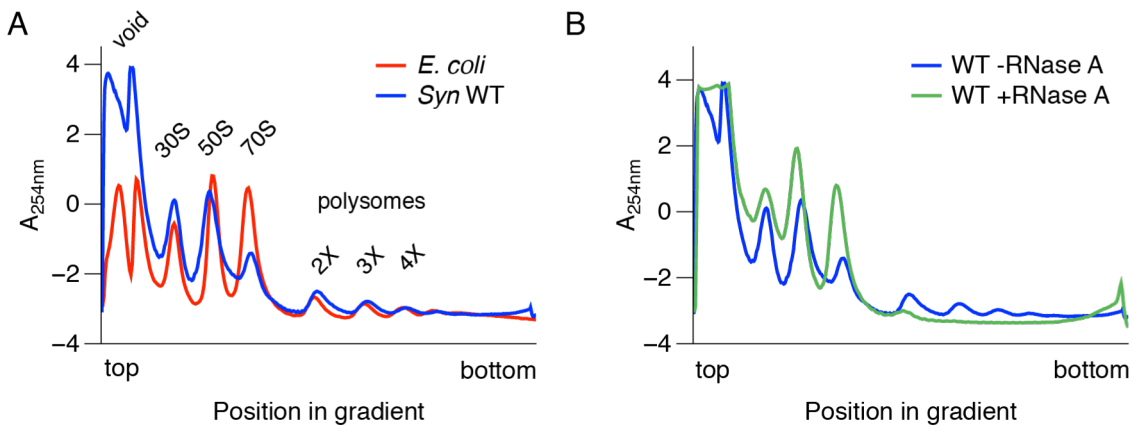 A
void
E. coli
Syn WT
30S
50S
70S
polysomes
2X
3X
4X
A254nm
4
2
0
−2
−4
top
bottom
Position in gradient
B
WT -RNase A
WT +RNase A
A254nm
4
2
0
−2
−4
top
bottom
Position in gradient